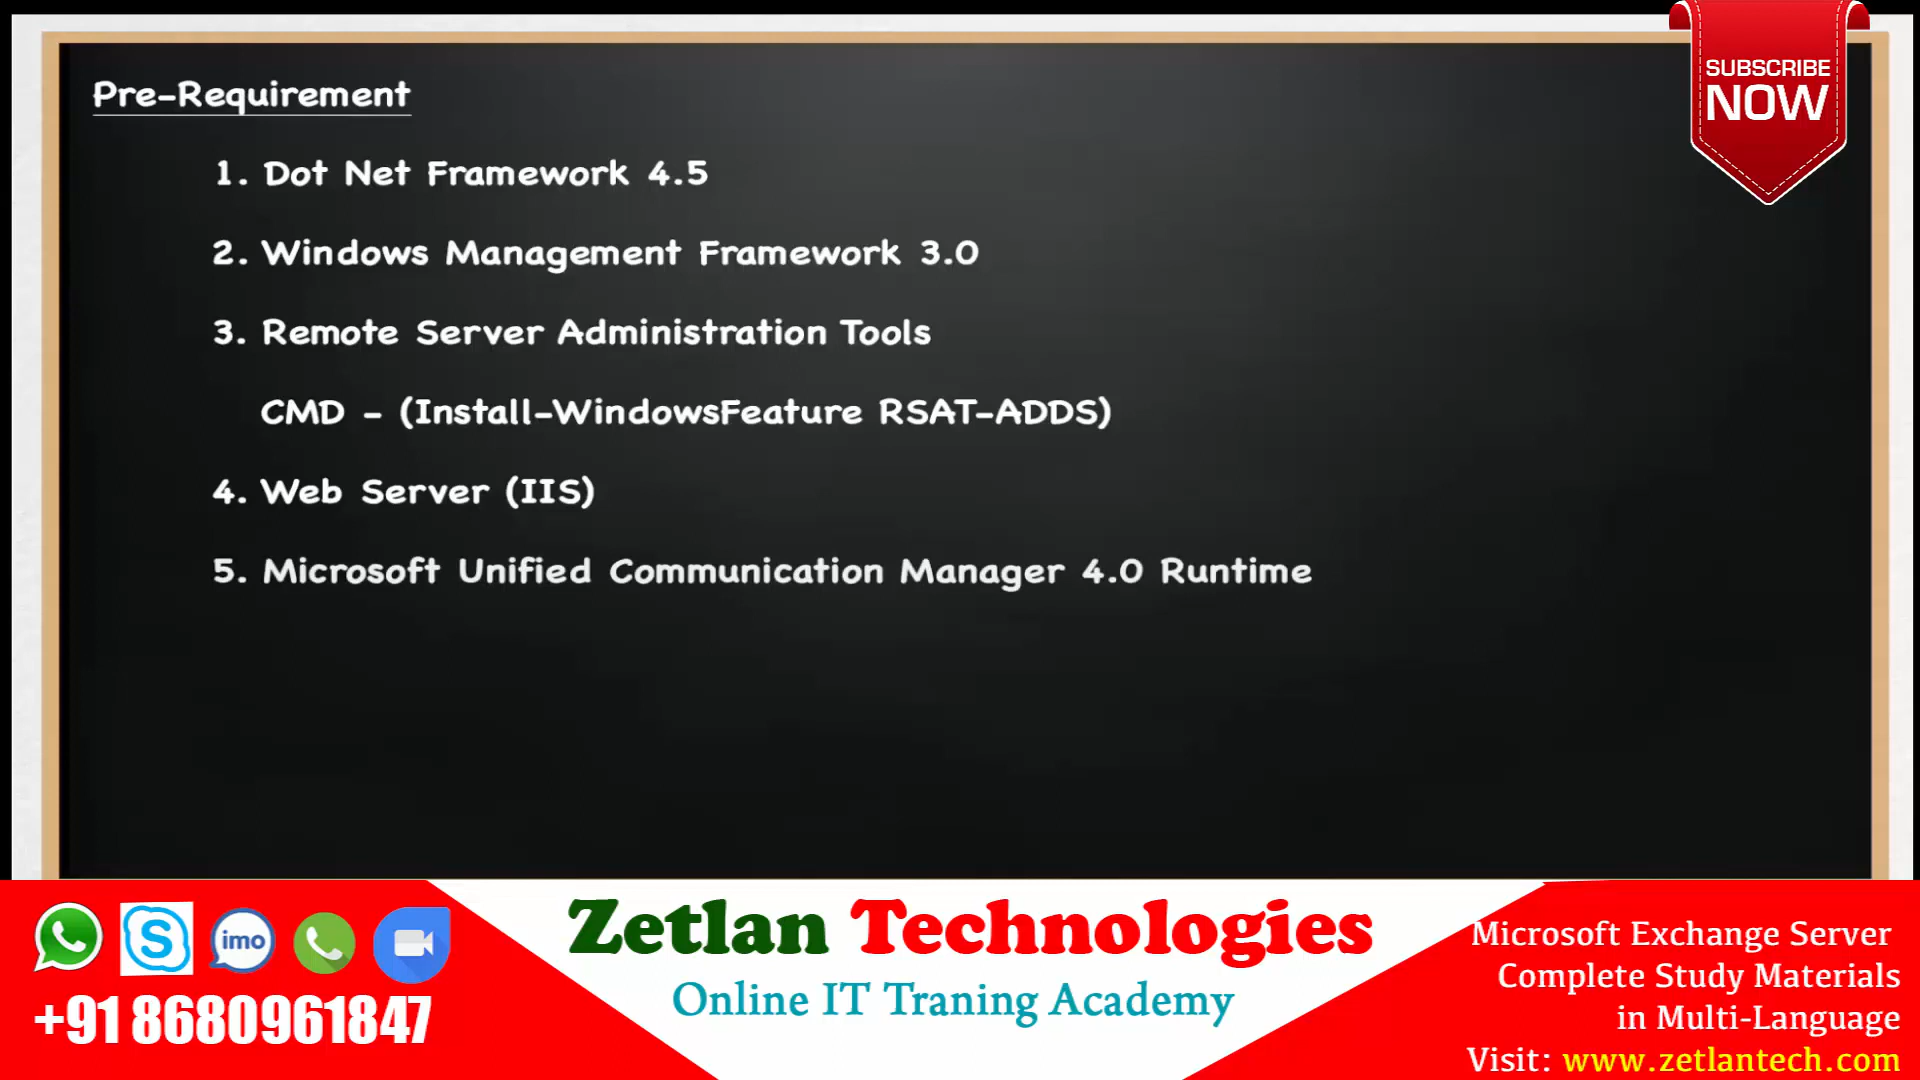 Pre-Requirement
1. Dot Net Framework 4.5
2. Windows Management Framework 3.0
3. Remote Server Administration Tools
CMD - (Install-WindowsFeature RSAT-ADDS)
4. Web Server (IIS)
5. Microsoft Unified Communication Manager 4.0 Runtime
SUBSCRIBE
NOW
imo
+91 8680961847
Zetlan Technologies
Online IT Traning Academy
Microsoft Exchange Server
Complete Study Materials
in Multi-Language
Visit: www.zetlantech.com